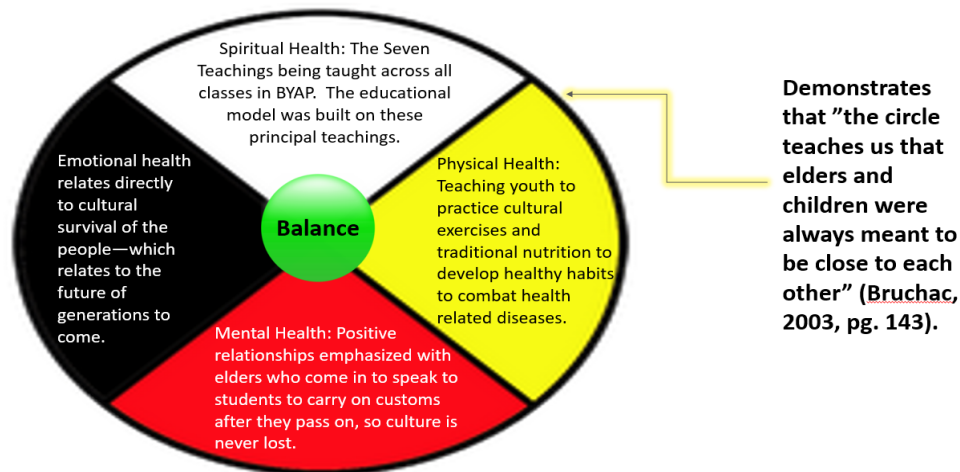 Spiritual Health: The Seven
Teachings being taught across all
classes in BYAP.  The educational
model was built on these
principal teachings.
Emotional health
relates directly
to cultural
survival of the
people—which
relates to the
future of
generations to
come.
Balance
Physical Health:
Teaching youth to
practice cultural
exercises and
traditional nutrition to
develop healthy habits
to combat health
related diseases.
Mental Health: Positive
relationships emphasized with
elders who come in to speak to
students to carry on customs
after they pass on, so culture is
never lost.
Demonstrates
that ”the circle
teaches us that
elders and
children were
always meant to
be close to each
other” (Bruchac,
2003, pg. 143).